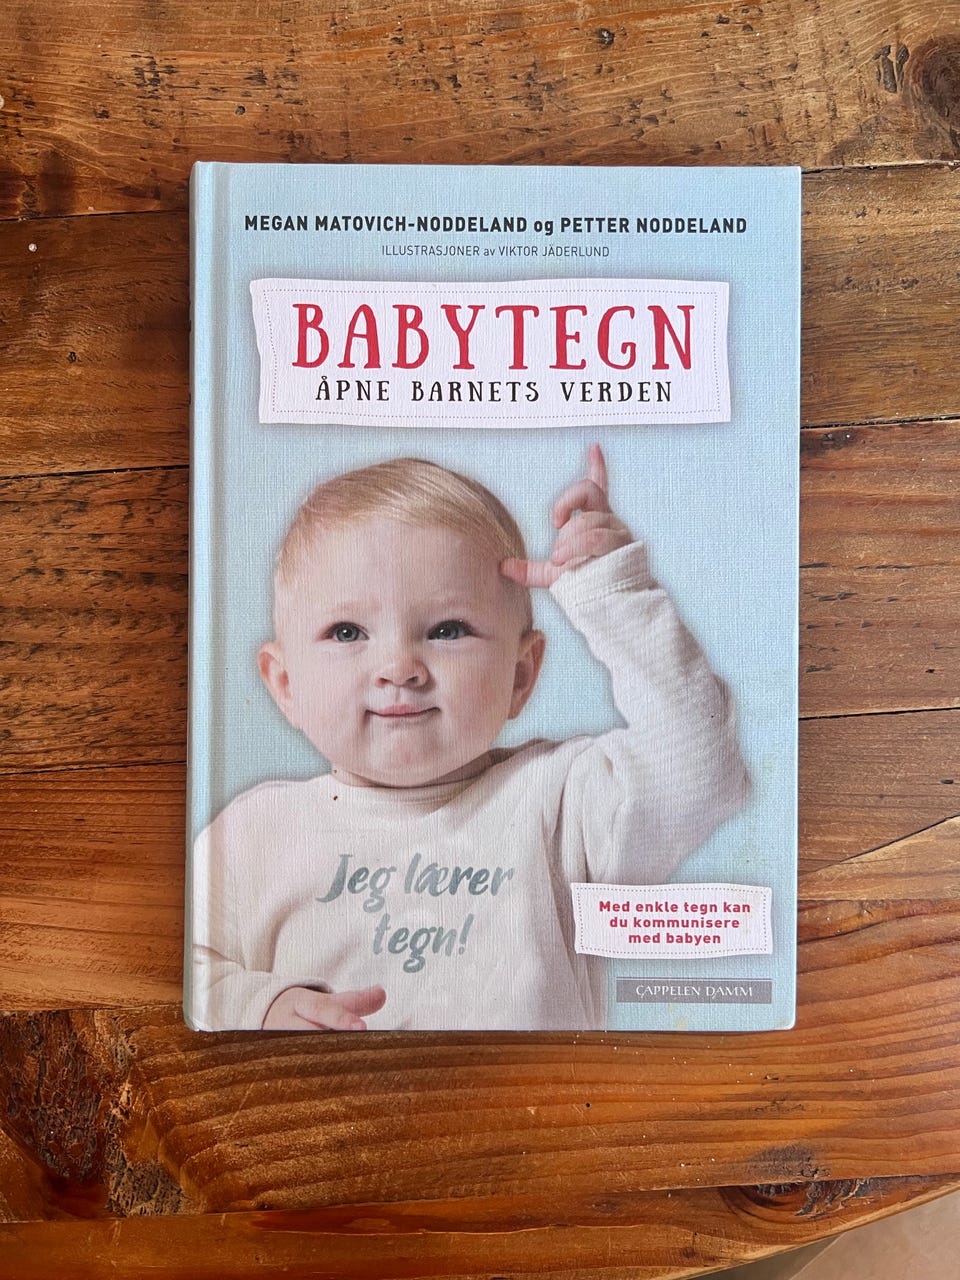 MEGAN MATOVICH-NODDELAND og PETTER NODDELAND
ILLUSTRASJONER av VIKTOR JÄDERLUND
BABYTEGN
ÅPNE BARNETS VERDEN
Jeg lærer
tegn!
Med enkle tegn kan
du kommunisere
med babyen
CAPPELEN DAMM